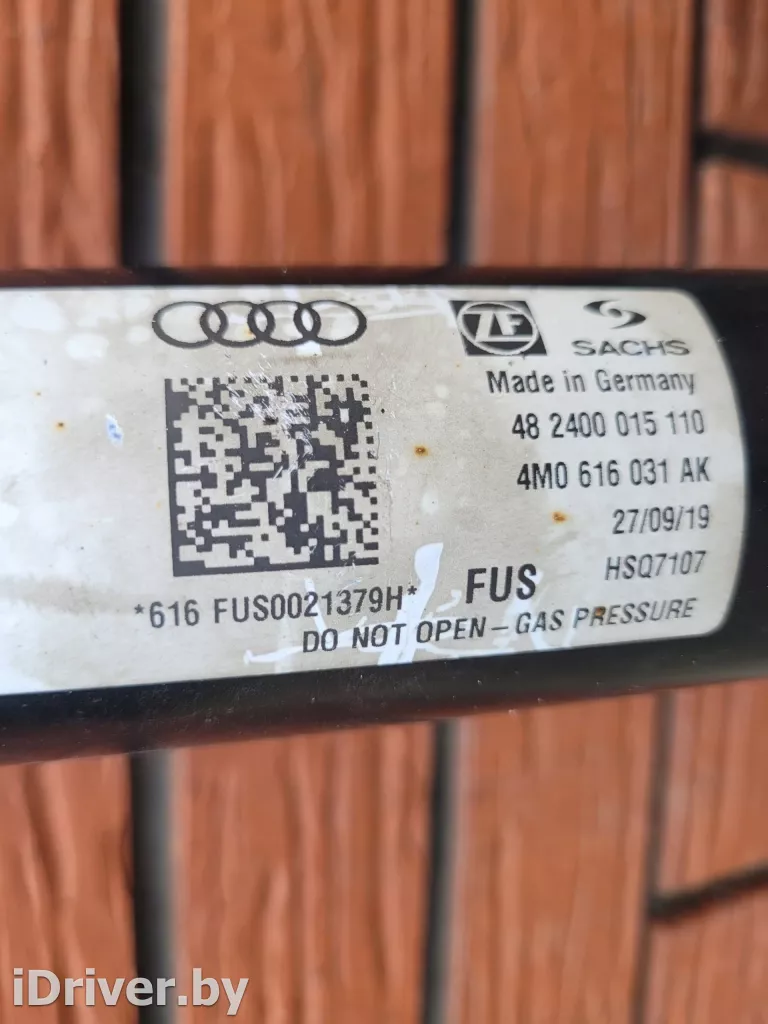 ZF
SACHS
Made in Germany
48 2400 015 110
4M0 616 031 AK
27/09/19
HSQ7107
*616 FUS0021379H*
FUS
DO NOT OPEN - GAS PRESSURE
iDriver.by